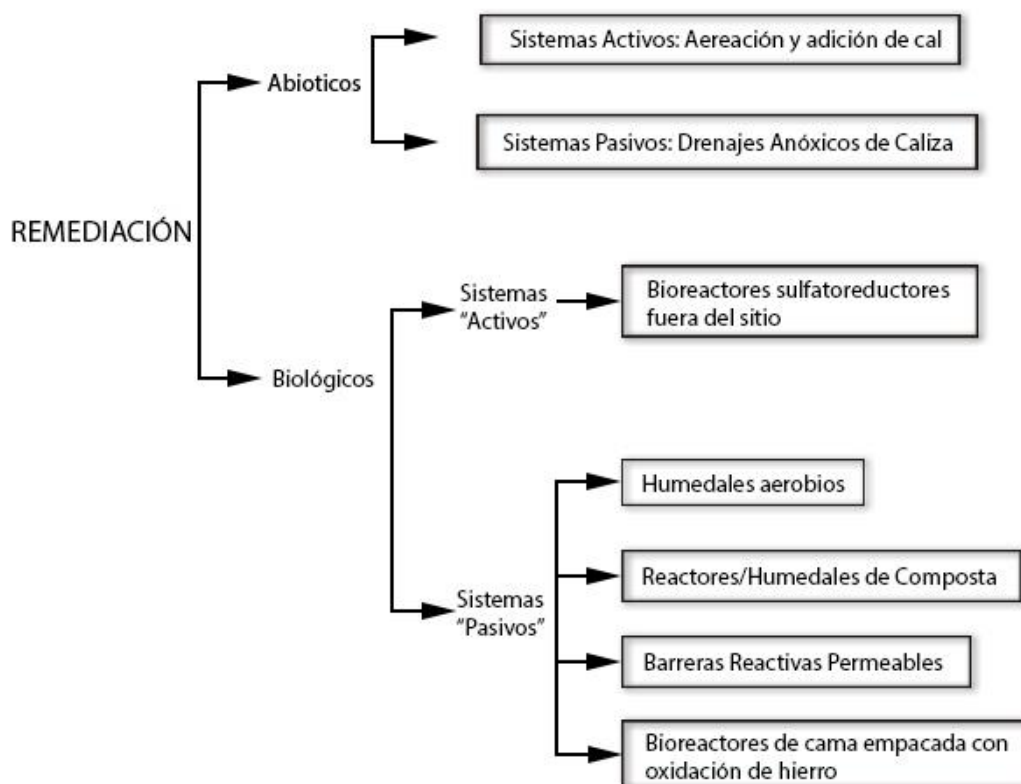 Sistemas Activos: Aereación y adición de cal
Abioticos
Sistemas Pasivos: Drenajes Anóxicos de Caliza
REMEDIACIÓN
Sistemas
"Activos"
Bioreactores sulfatoreductores
fuera del sitio
Biológicos
Humedales aerobios
Reactores/Humedales de Composta
Sistemas
"Pasivos"
Barreras Reactivas Permeables
Bioreactores de cama empacada con
oxidación de hierro